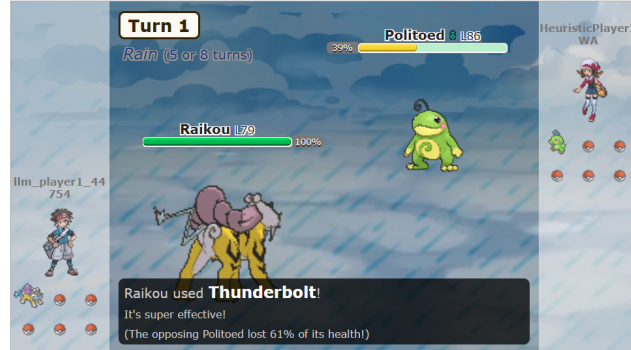 Turn 1
Rain (5 or 8 turns)
Politoed L86
39%
HeuristicPlayer1
WA
Raikou L79
100%
llm_player1_44
754
Raikou used Thunderbolt!
It's super effective!
(The opposing Politoed lost 61% of its health!)